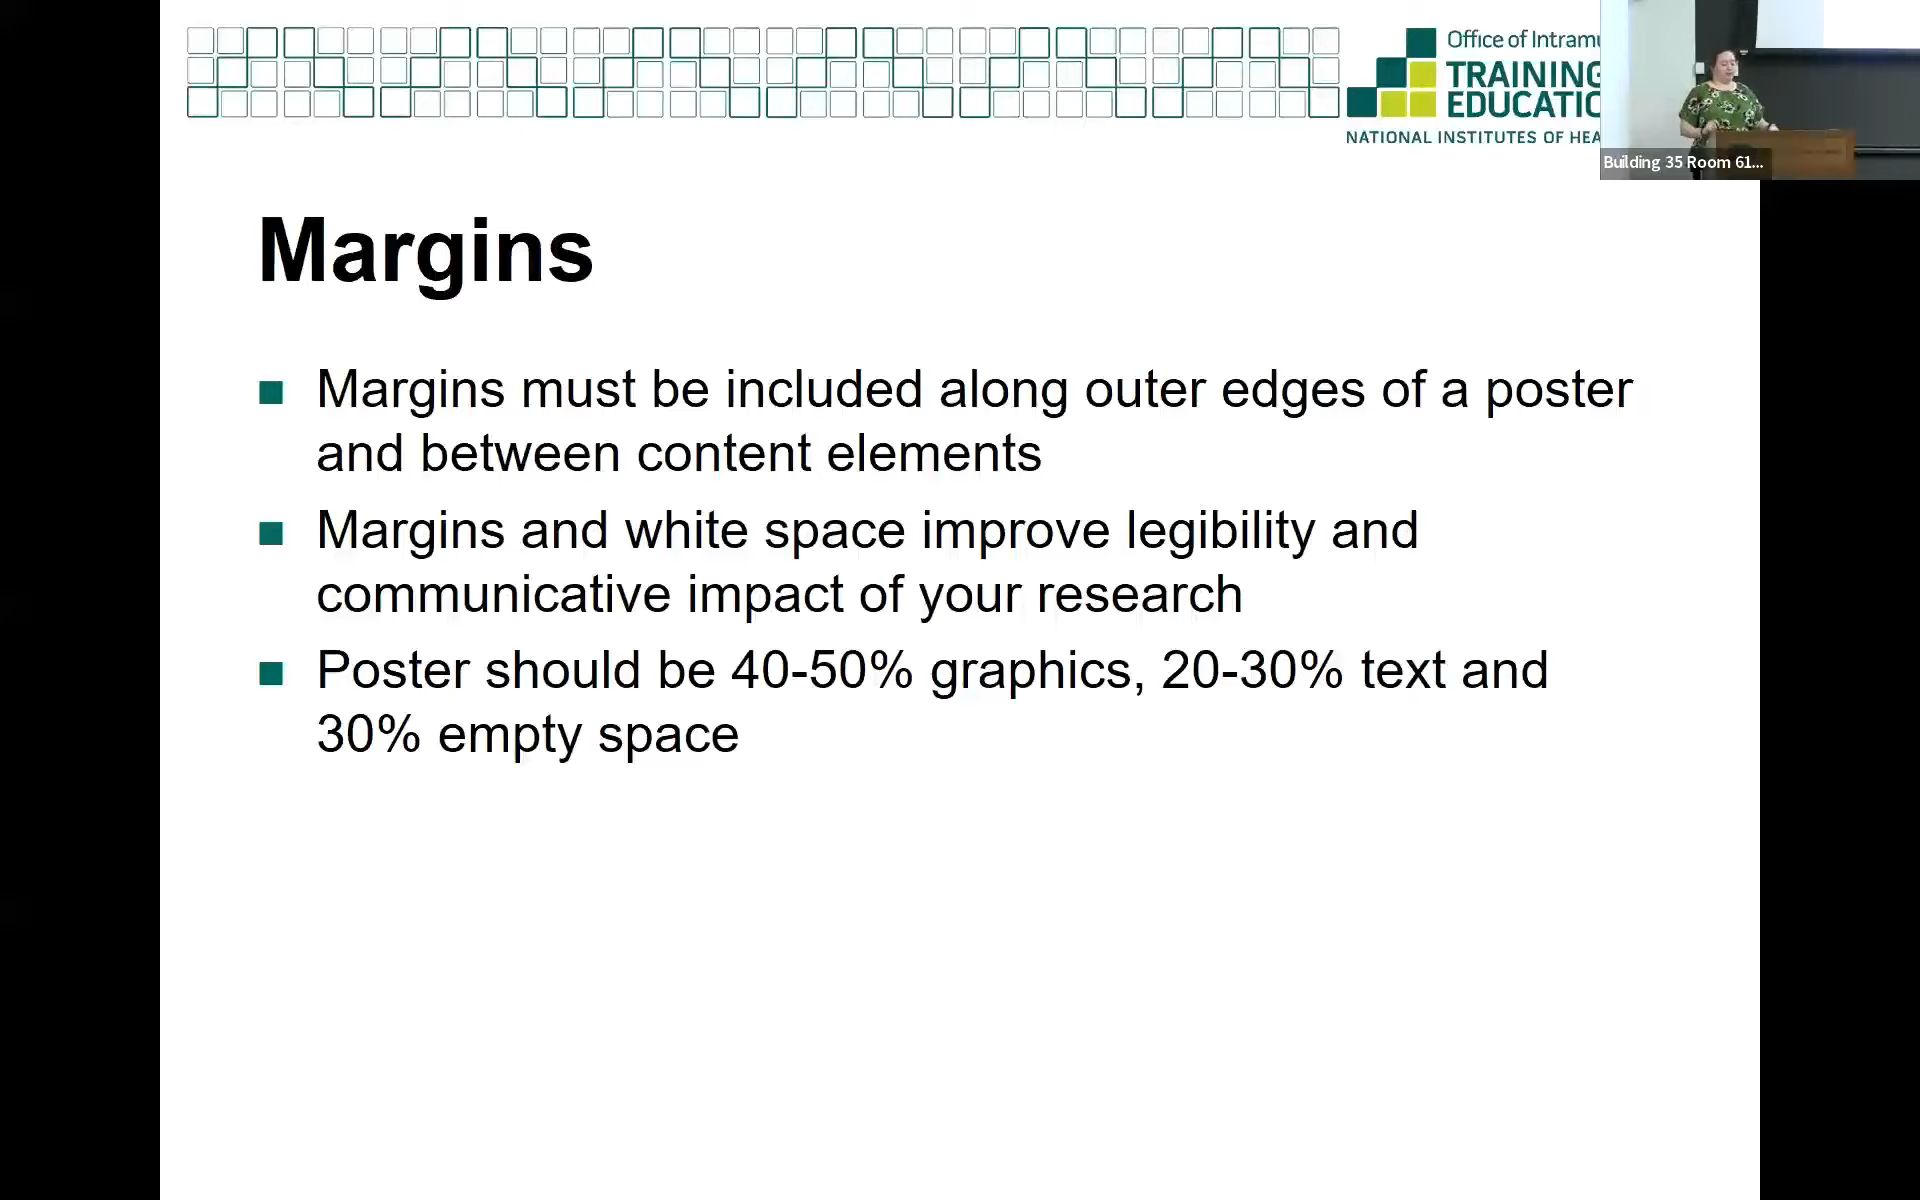 Office of Intramu
TRAINING
EDUCATIO
NATIONAL INSTITUTES OF HEA
Building 35 Room 61...
Margins
Margins must be included along outer edges of a poster
and between content elements
Margins and white space improve legibility and
communicative impact of your research
Poster should be 40-50% graphics, 20-30% text and
30% empty space